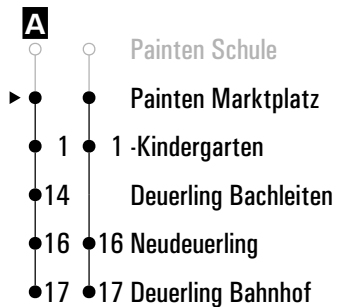 A
Painten Schule
Painten Marktplatz
1 1 -Kindergarten
14 Deuerling Bachleiten
16 16 Neudeuerling
17 17 Deuerling Bahnhof